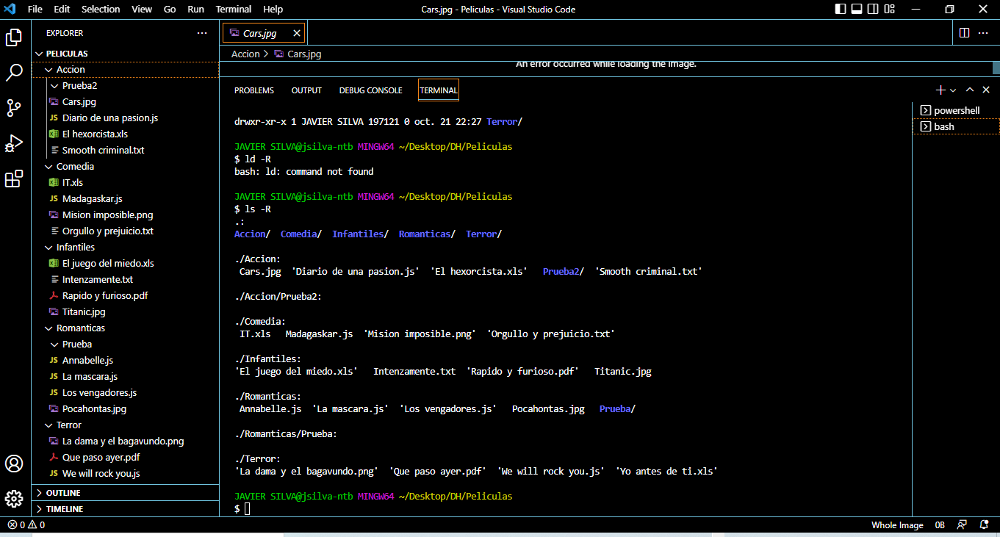 File Edit Selection View Go Run Terminal Help
Cars.jpg - Peliculas - Visual Studio Code
EXPLORER
PELICULAS
Accion
Prueba2
Cars.jpg
JS Diario de una pasion.js
El hexorcista.xls
Smooth criminal.txt
Comedia
IT.xls
JS Madagaskar.js
Mision imposible.png
Orgullo y prejuicio.txt
Infantiles
El juego del miedo.xls
Intenzamente.txt
Rapido y furioso.pdf
Titanic.jpg
Romanticas
Prueba
JS Annabelle.js
JS La mascara.js
JS Los vengadores.js
Pocahontas.jpg
Terror
La dama y el bagavundo.png
Que paso ayer.pdf
JS We will rock you.js
OUTLINE
TIMELINE
Cars.jpg
Accion > Cars.jpg
An error occurred while loading the image.
PROBLEMS OUTPUT DEBUG CONSOLE TERMINAL
powershell
bash
drwxr-xr-x 1 JAVIER SILVA 197121 0 oct. 21 22:27 Terror/
JAVIER SILVA@jsilva-ntb MINGW64 ~/Desktop/DH/Peliculas
$ ld -R
bash: ld: command not found
JAVIER SILVA@jsilva-ntb MINGW64 ~/Desktop/DH/Peliculas
$ ls -R
.:
Accion/ Comedia/ Infantiles/ Romanticas/ Terror/
./Accion:
Cars.jpg 'Diario de una pasion.js' 'El hexorcista.xls' Prueba2/ 'Smooth criminal.txt'
./Accion/Prueba2:
./Comedia:
IT.xls Madagaskar.js 'Mision imposible.png' 'Orgullo y prejuicio.txt'
./Infantiles:
'El juego del miedo.xls' Intenzamente.txt 'Rapido y furioso.pdf' Titanic.jpg
./Romanticas:
Annabelle.js 'La mascara.js' 'Los vengadores.js' Pocahontas.jpg Prueba/
./Romanticas/Prueba:
./Terror:
'La dama y el bagavundo.png' 'Que paso ayer.pdf' 'We will rock you.js' 'Yo antes de ti.xls'
JAVIER SILVA@jsilva-ntb MINGW64 ~/Desktop/DH/Peliculas
$
0 0
Whole Image 0B